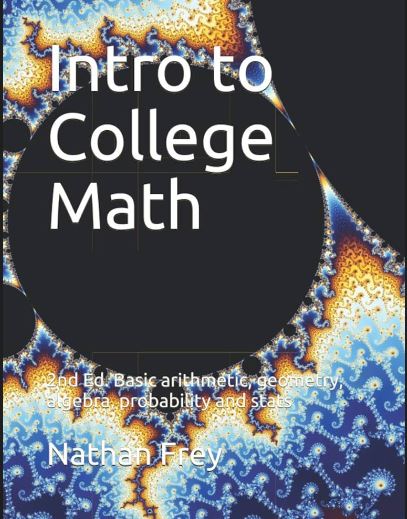 Intro to
College
Math
2nd Ed. Basic arithmetic, geometry,
algebra, probability and stats
Nathan Frey